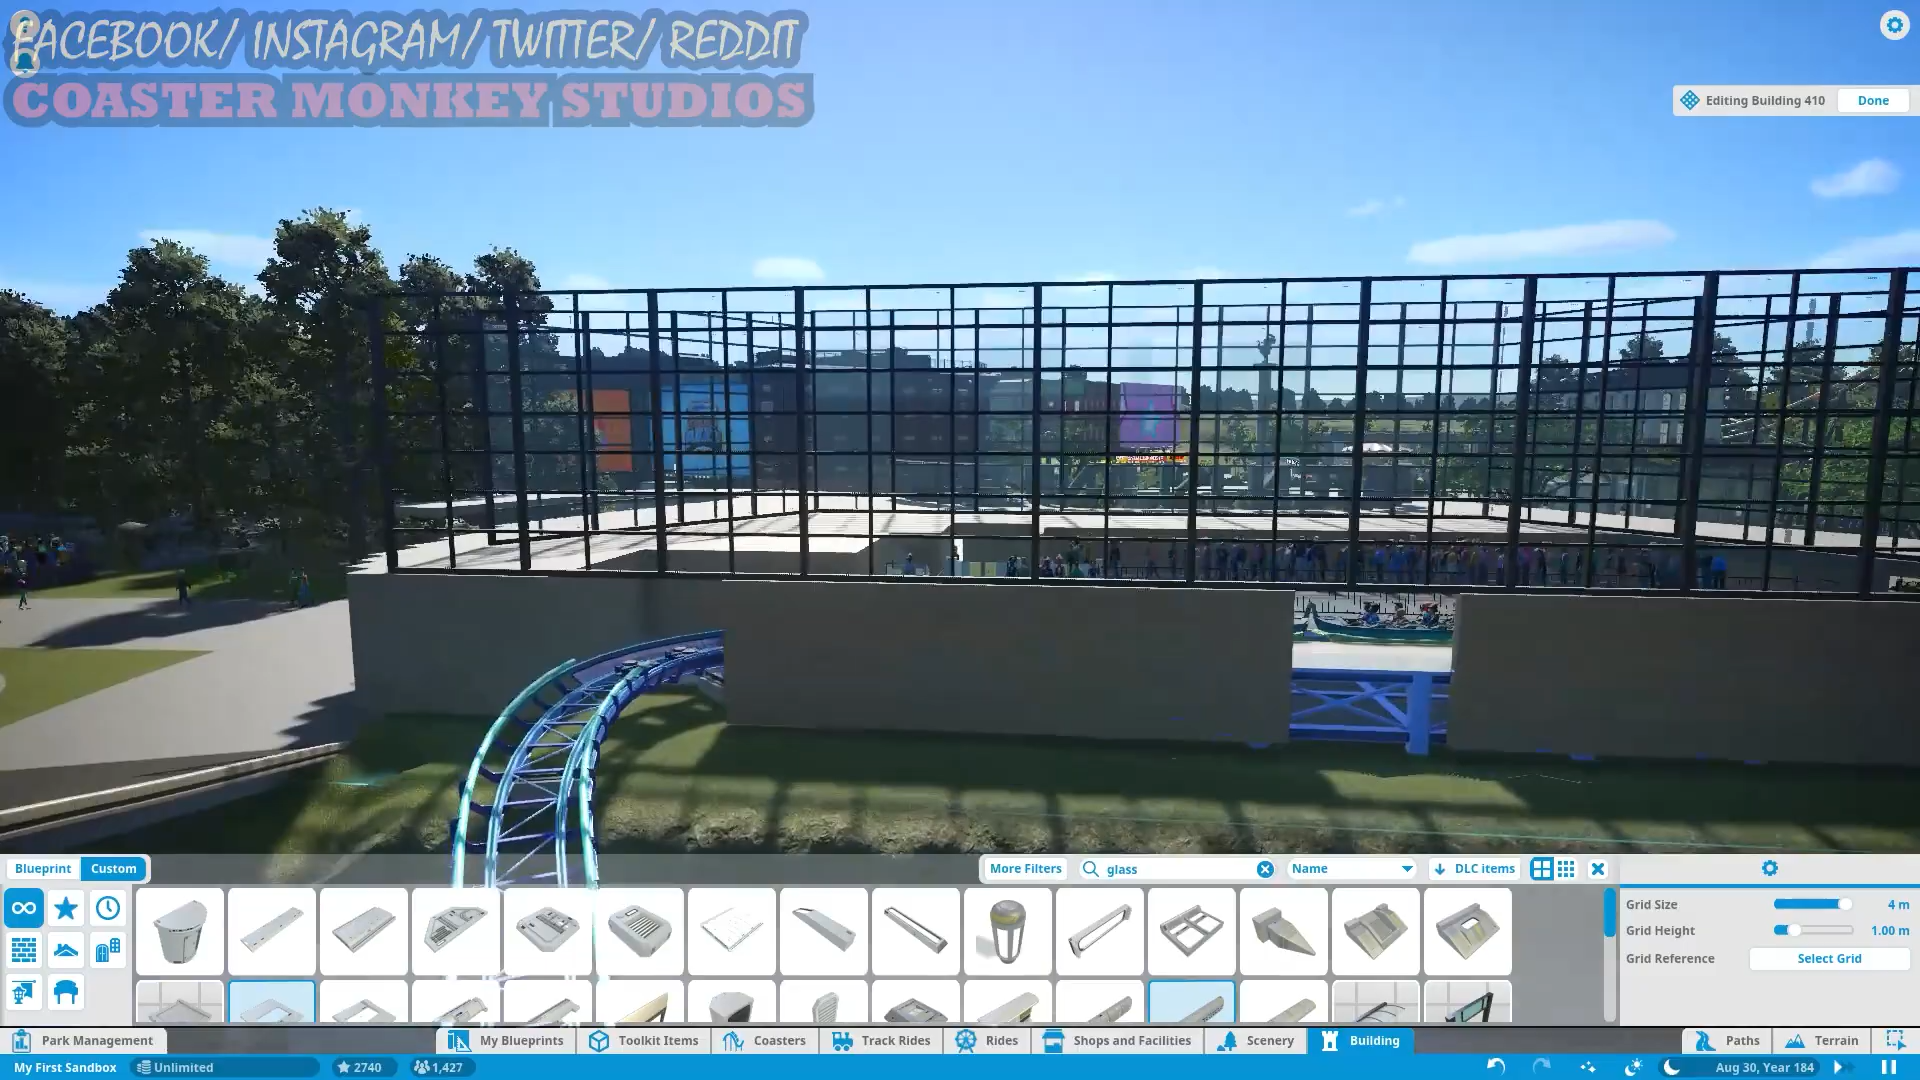 FACEBOOK/ INSTAGRAM/ TWITTER/ REDDIT
COASTER MONKEY STUDIOS
Editing Building 410
Done
Blueprint
Custom
More Filters
glass
Name
DLC items
Grid Size
4 m
Grid Height
1.00 m
Grid Reference
Select Grid
Park Management
My Blueprints
Toolkit Items
Coasters
Track Rides
Rides
Shops and Facilities
Scenery
Building
Paths
Terrain
My First Sandbox
Unlimited
2740
1,427
Aug 30, Year 184